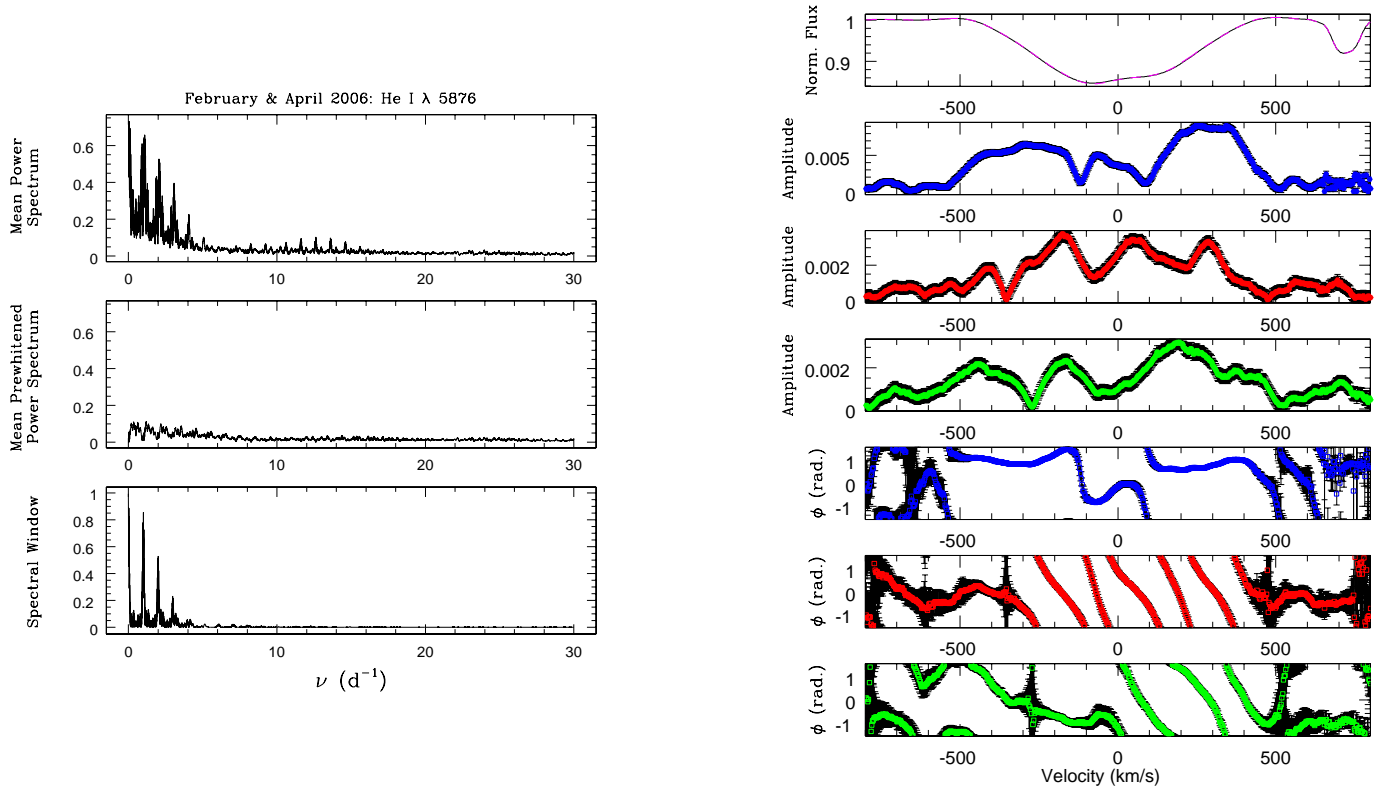 February & April 2006: He I λ 5876
Mean Power
Spectrum
0.6
0.4
0.2
0
0 10 20 30
Mean Prewhitened
Power Spectrum
0.6
0.4
0.2
0
0 10 20 30
Spectral Window
1
0.8
0.6
0.4
0.2
0
0 10 20 30
ν (d⁻¹)
Norm. Flux
1
0.9
-500 0 500
Amplitude
0.005
0
-500 0 500
Amplitude
0.002
0
-500 0 500
Amplitude
0.002
0
-500 0 500
ϕ (rad.)
1
0
-1
-500 0 500
ϕ (rad.)
1
0
-1
-500 0 500
ϕ (rad.)
1
0
-1
-500 0 500
Velocity (km/s)